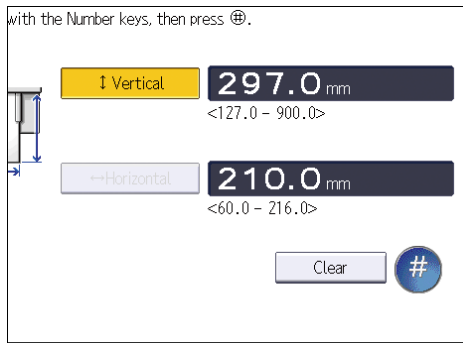 with the Number keys, then press #.
↕ Vertical
297.0 mm
<127.0 – 900.0>
↔Horizontal
210.0 mm
<60.0 – 216.0>
Clear
#